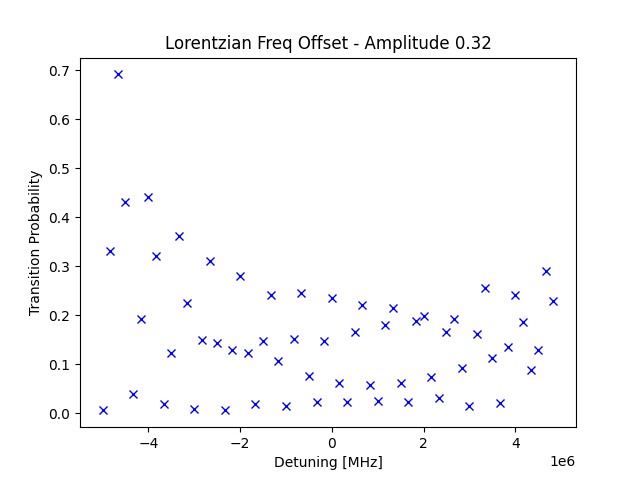 Lorentzian Freq Offset - Amplitude 0.32
0.7
0.6
0.5
0.4
0.3
0.2
0.1
0.0
Transition Probability
−4 −2 0 2 4
1e6
Detuning [MHz]